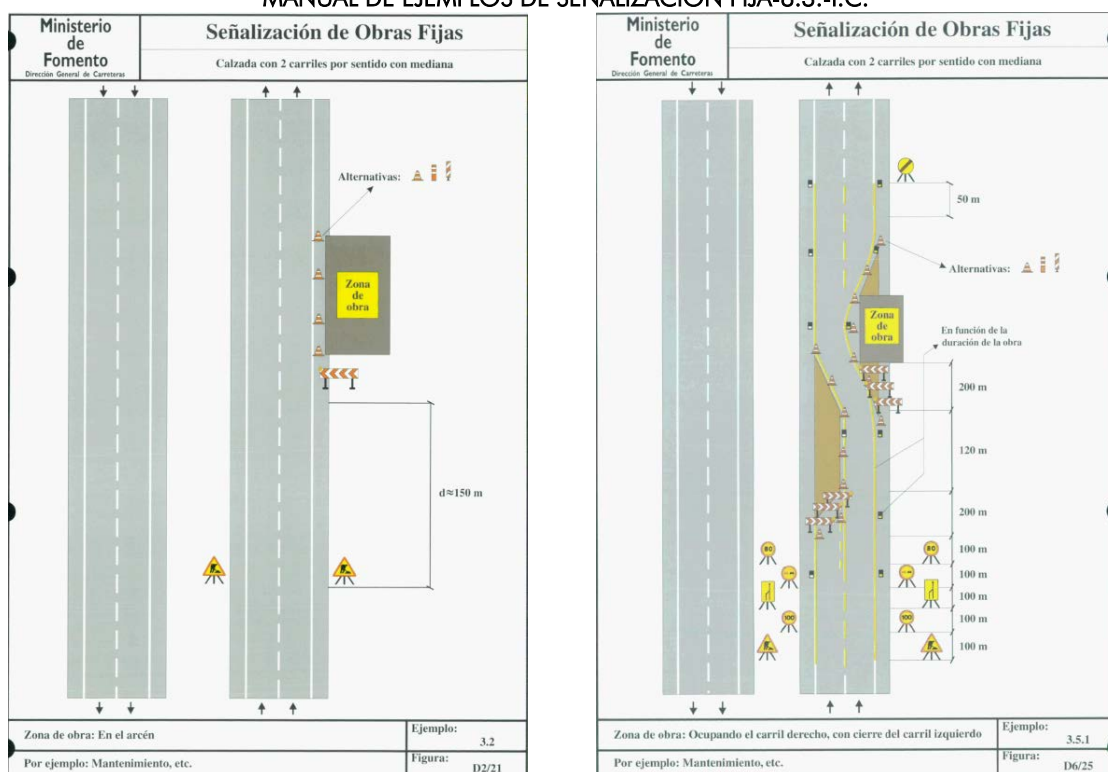 MANUAL DE EJEMPLOS DE SEÑALIZACIÓN FIJA-8.3.-I.C.
Ministerio
de
Fomento
Dirección General de Carreteras
Señalización de Obras Fijas
Calzada con 2 carriles por sentido con mediana
Alternativas:
Zona
de
obra
d≈150 m
Zona de obra: En el arcén
Ejemplo:
3.2
Por ejemplo: Mantenimiento, etc.
Figura:
D2/21
Ministerio
de
Fomento
Dirección General de Carreteras
Señalización de Obras Fijas
Calzada con 2 carriles por sentido con mediana
50 m
Alternativas:
Zona
de
obra
En función de la
duración de la obra
200 m
120 m
200 m
80
80
100 m
100 m
100 m
100
100
100 m
100 m
Zona de obra: Ocupando el carril derecho, con cierre del carril izquierdo
Ejemplo:
3.5.1
Por ejemplo: Mantenimiento, etc.
Figura:
D6/25